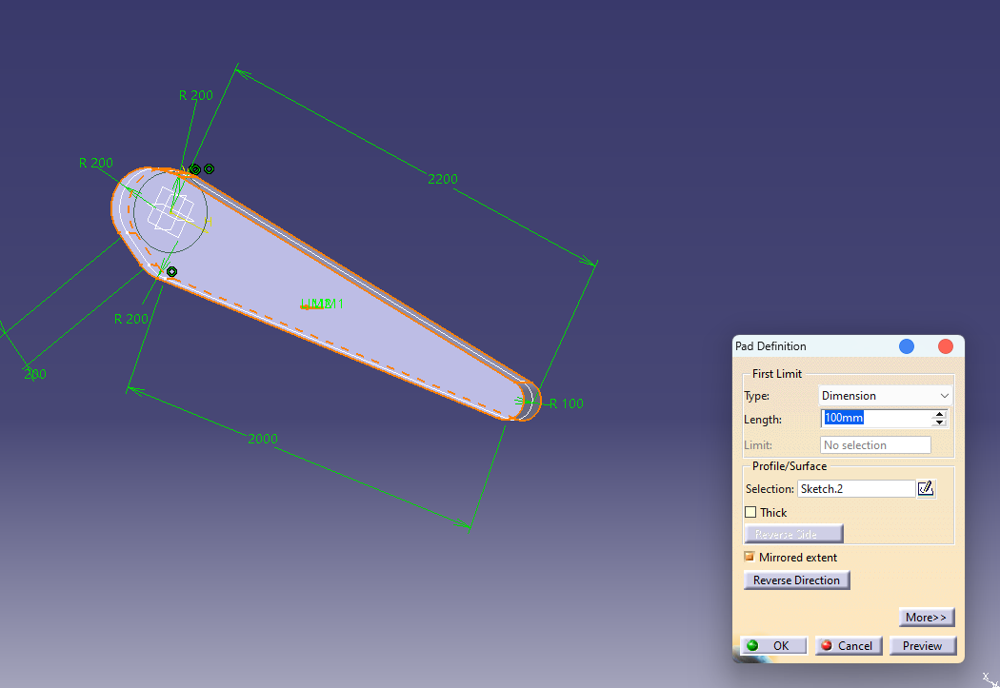 R 200
R 200
2200
R 200
200
2000
R 100
Pad Definition
First Limit
Type: Dimension
Length: 100mm
Limit: No selection
Profile/Surface
Selection: Sketch.2
Thick
Reverse Side
Mirrored extent
Reverse Direction
More>>
OK Cancel Preview
x